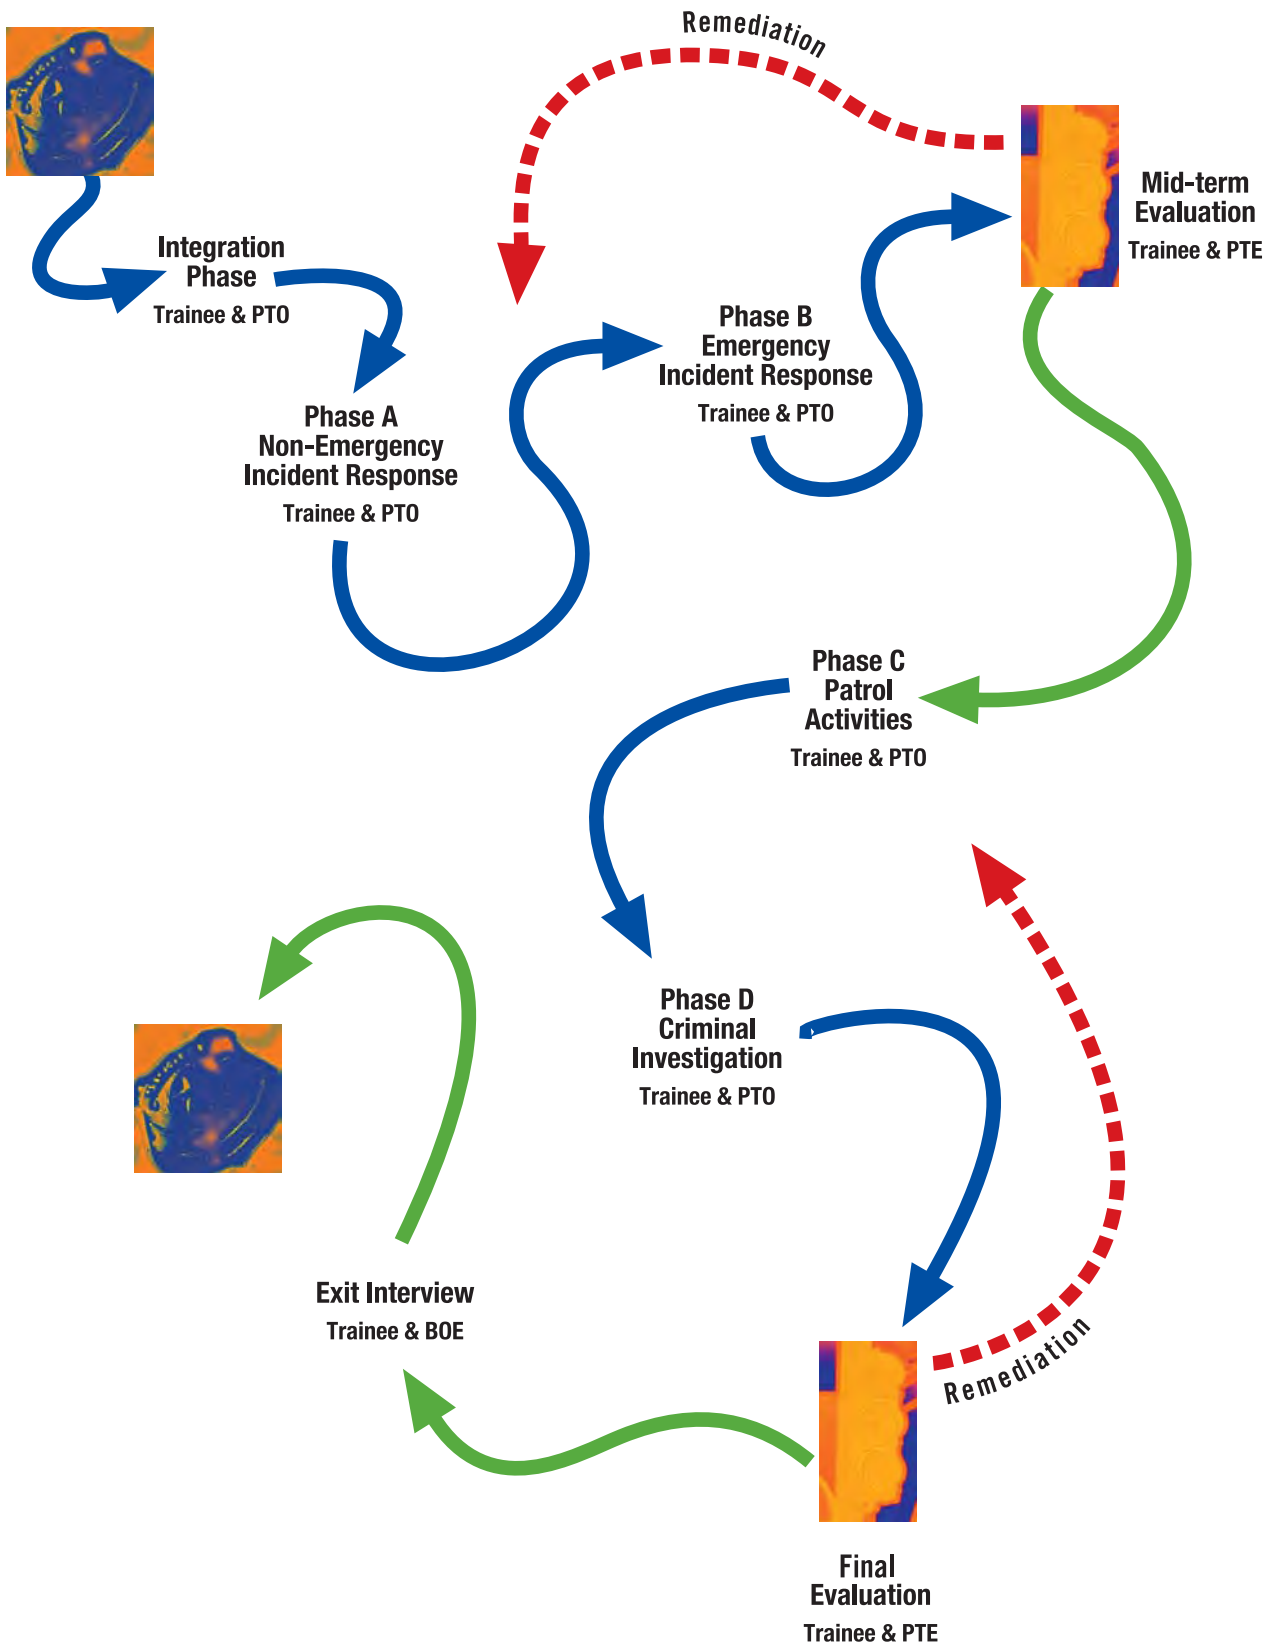 Remediation
Mid-term
Evaluation
Trainee & PTE
Integration
Phase
Trainee & PTO
Phase B
Emergency
Incident Response
Trainee & PTO
Phase A
Non-Emergency
Incident Response
Trainee & PTO
Phase C
Patrol
Activities
Trainee & PTO
Phase D
Criminal
Investigation
Trainee & PTO
Exit Interview
Trainee & BOE
Remediation
Final
Evaluation
Trainee & PTE